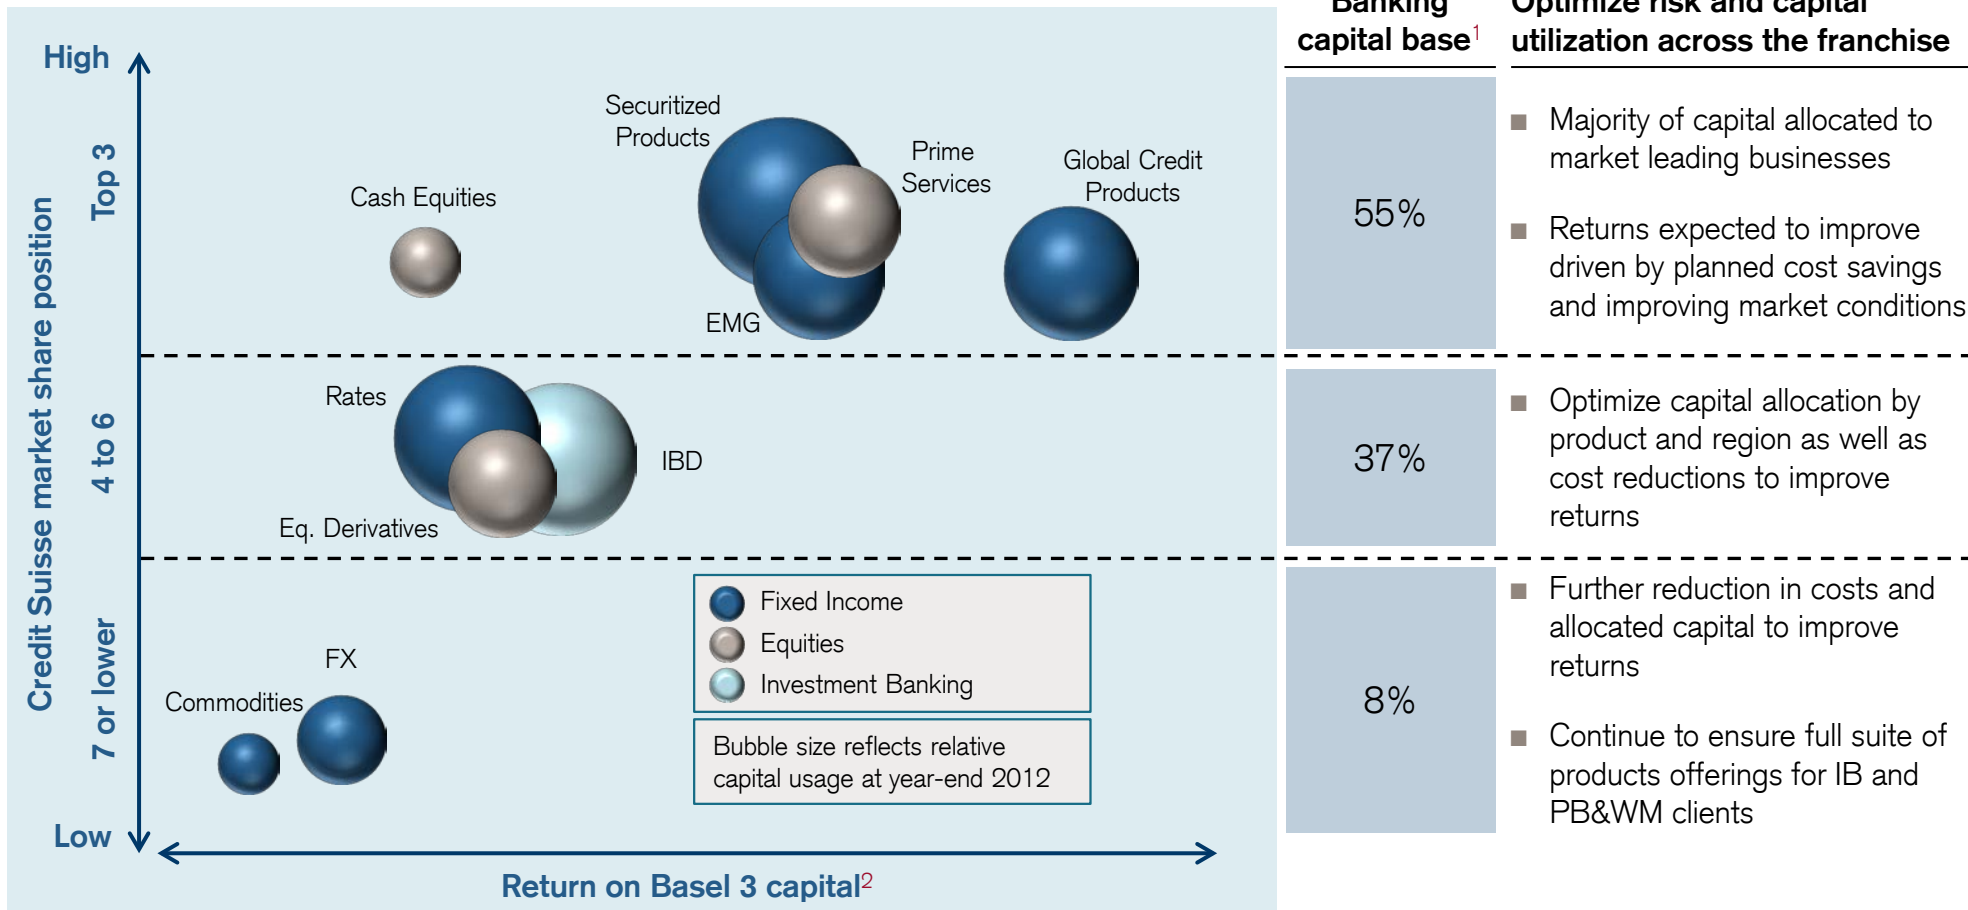 Banking
capital base1
Optimize risk and capital
utilization across the franchise
High
Credit Suisse market share position
Top 3
4 to 6
7 or lower
Low
Securitized
Products
Prime
Services
Global Credit
Products
Cash Equities
EMG
Rates
IBD
Eq. Derivatives
FX
Commodities
Fixed Income
Equities
Investment Banking
Bubble size reflects relative
capital usage at year-end 2012
Return on Basel 3 capital2
55%
■ Majority of capital allocated to
market leading businesses
■ Returns expected to improve
driven by planned cost savings
and improving market conditions
37%
■ Optimize capital allocation by
product and region as well as
cost reductions to improve
returns
8%
■ Further reduction in costs and
allocated capital to improve
returns
■ Continue to ensure full suite of
products offerings for IB and
PB&WM clients